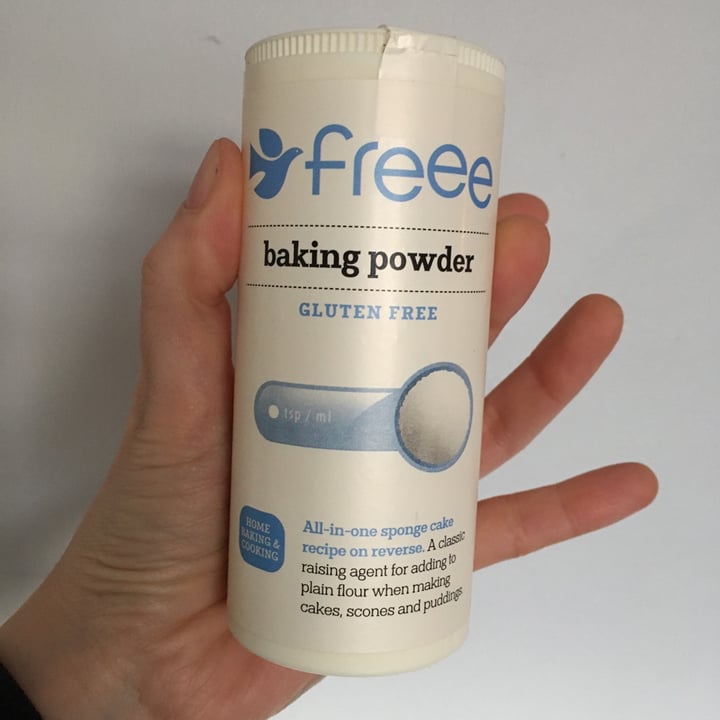 freee
baking powder
GLUTEN FREE
tsp / ml
HOME
BAKING &
COOKING
All-in-one sponge cake
recipe on reverse. A classic
raising agent for adding to
plain flour when making
cakes, scones and puddings